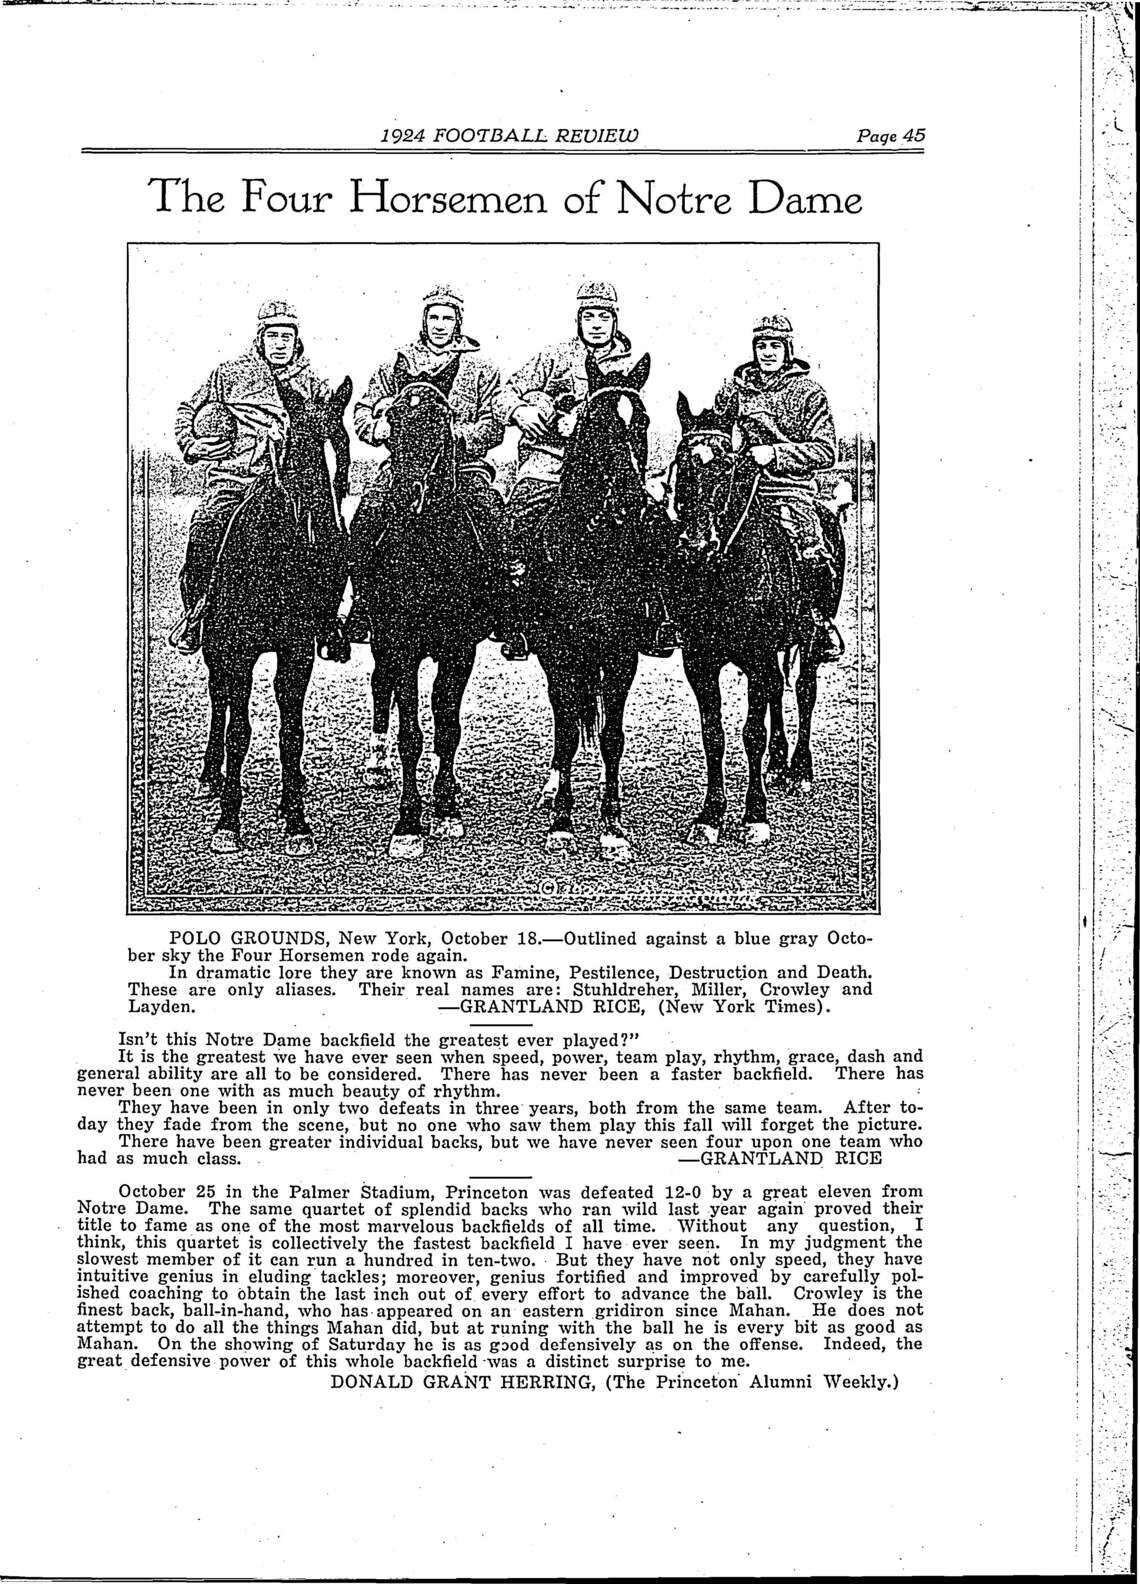 1924 FOOTBALL REVIEW Page 45
The Four Horsemen of Notre Dame
POLO GROUNDS, New York, October 18.—Outlined against a blue gray Octo-
ber sky the Four Horsemen rode again.
In dramatic lore they are known as Famine, Pestilence, Destruction and Death.
These are only aliases. Their real names are: Stuhldreher, Miller, Crowley and
Layden. —GRANTLAND RICE, (New York Times).
Isn't this Notre Dame backfield the greatest ever played?"
It is the greatest we have ever seen when speed, power, team play, rhythm, grace, dash and
general ability are all to be considered. There has never been a faster backfield. There has
never been one with as much beauty of rhythm.
They have been in only two defeats in three years, both from the same team. After to-
day they fade from the scene, but no one who saw them play this fall will forget the picture.
There have been greater individual backs, but we have never seen four upon one team who
had as much class. —GRANTLAND RICE
October 25 in the Palmer Stadium, Princeton was defeated 12-0 by a great eleven from
Notre Dame. The same quartet of splendid backs who ran wild last year again proved their
title to fame as one of the most marvelous backfields of all time. Without any question, I
think, this quartet is collectively the fastest backfield I have ever seen. In my judgment the
slowest member of it can run a hundred in ten-two. But they have not only speed, they have
intuitive genius in eluding tackles; moreover, genius fortified and improved by carefully pol-
ished coaching to obtain the last inch out of every effort to advance the ball. Crowley is the
finest back, ball-in-hand, who has appeared on an eastern gridiron since Mahan. He does not
attempt to do all the things Mahan did, but at runing with the ball he is every bit as good as
Mahan. On the showing of Saturday he is as good defensively as on the offense. Indeed, the
great defensive power of this whole backfield was a distinct surprise to me.
DONALD GRANT HERRING, (The Princeton Alumni Weekly.)